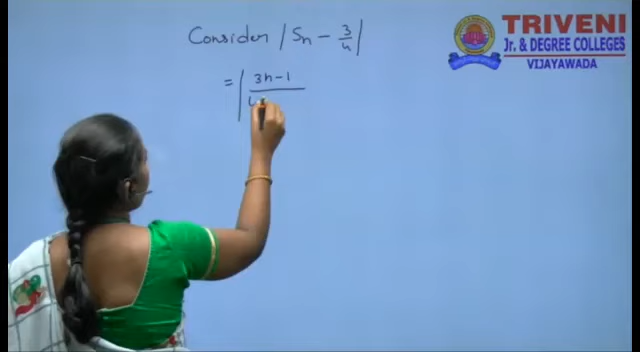 Consider | Sn - 3/4 |
= | 3n-1
TRIVENI
Jr. & DEGREE COLLEGES
VIJAYAWADA